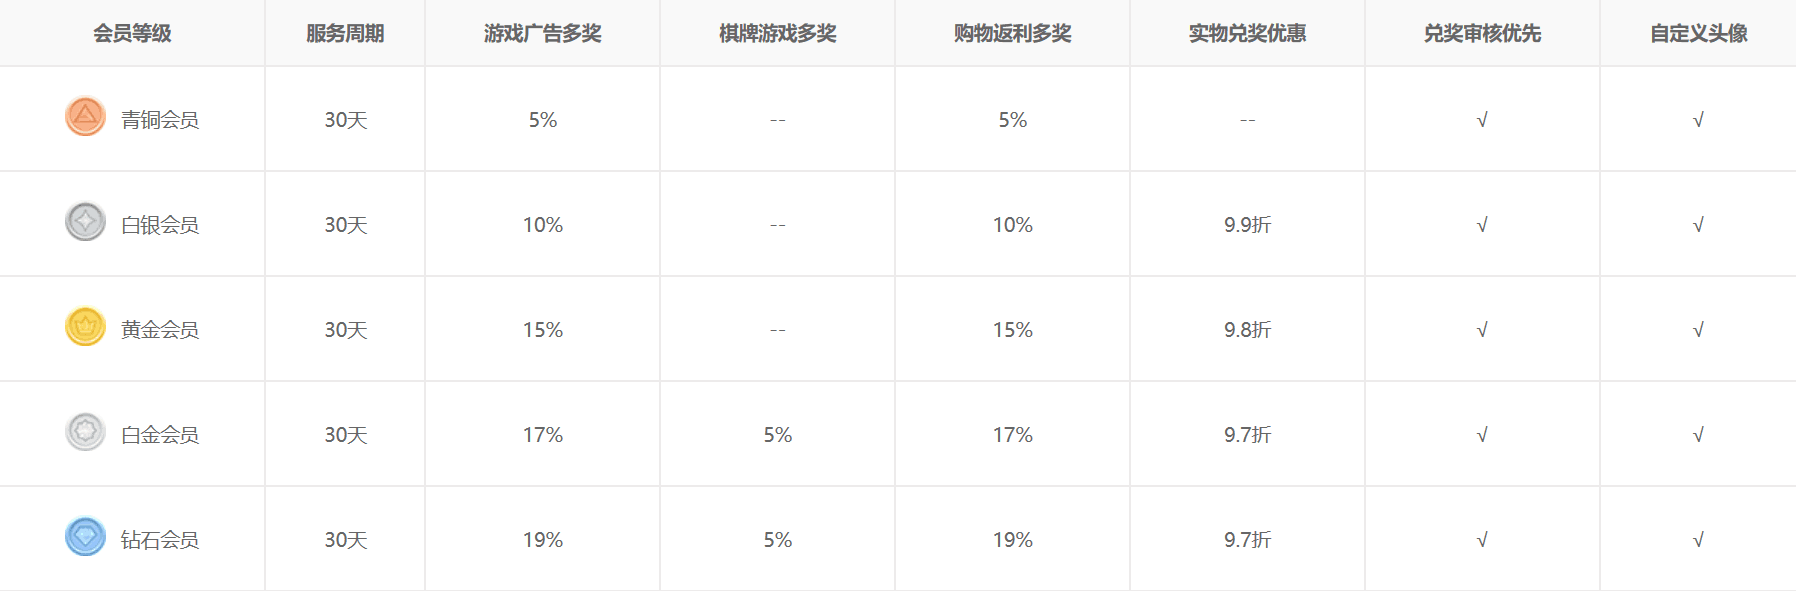 会员等级 服务周期 游戏广告多奖 棋牌游戏多奖 购物返利多奖 实物兑奖优惠 兑奖审核优先 自定义头像
青铜会员 30天 5% -- 5% -- √ √
白银会员 30天 10% -- 10% 9.9折 √ √
黄金会员 30天 15% -- 15% 9.8折 √ √
白金会员 30天 17% 5% 17% 9.7折 √ √
钻石会员 30天 19% 5% 19% 9.7折 √ √